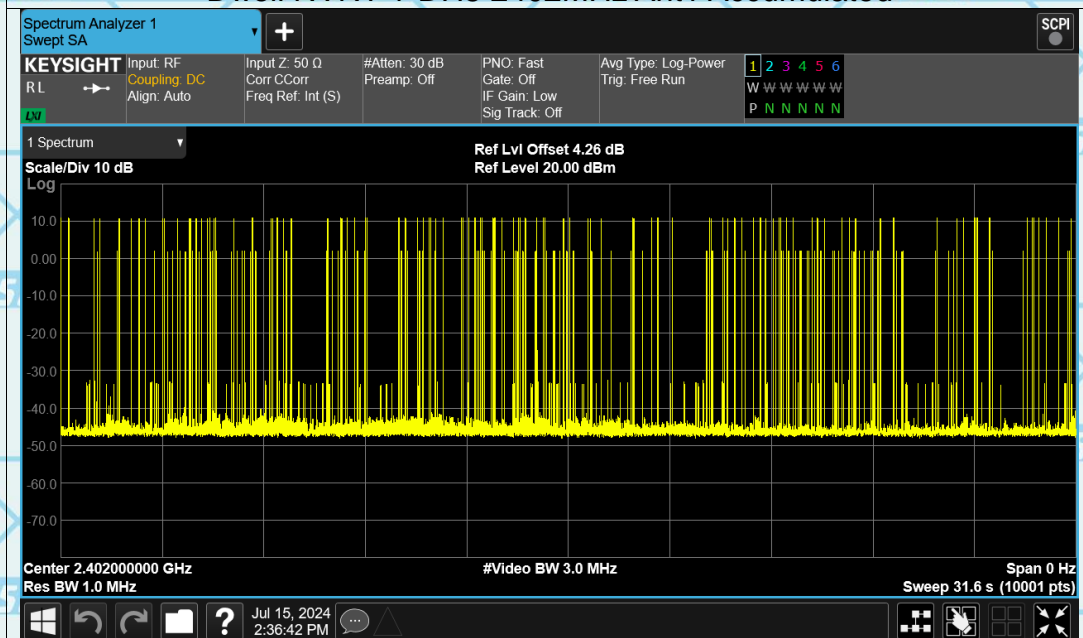 Spectrum Analyzer 1
Swept SA
SCPI
KEYSIGHT
RL
LXI
Input: RF
Coupling: DC
Align: Auto
Input Z: 50 Ω
Corr CCorr
Freq Ref: Int (S)
#Atten: 30 dB
Preamp: Off
PNO: Fast
Gate: Off
IF Gain: Low
Sig Track: Off
Avg Type: Log-Power
Trig: Free Run
1 2 3 4 5 6
W W W W W W
P N N N N N
1 Spectrum
Scale/Div 10 dB
Ref Lvl Offset 4.26 dB
Ref Level 20.00 dBm
Log
10.0
0.00
-10.0
-20.0
-30.0
-40.0
-50.0
-60.0
-70.0
Center 2.402000000 GHz
#Video BW 3.0 MHz
Span 0 Hz
Res BW 1.0 MHz
Sweep 31.6 s (10001 pts)
Jul 15, 2024
2:36:42 PM